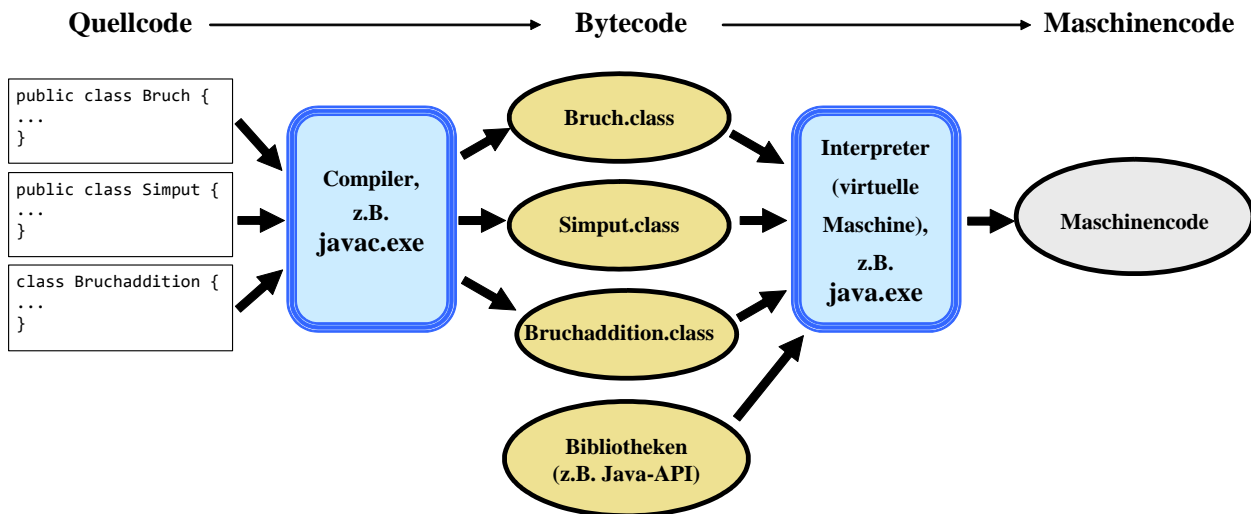 Quellcode
Bytecode
Maschinencode
public class Bruch {
...
}
public class Simput {
...
}
class Bruchaddition {
...
}
Compiler,
z.B.
javac.exe
Bruch.class
Simput.class
Bruchaddition.class
Bibliotheken
(z.B. Java-API)
Interpreter
(virtuelle
Maschine),
z.B.
java.exe
Maschinencode